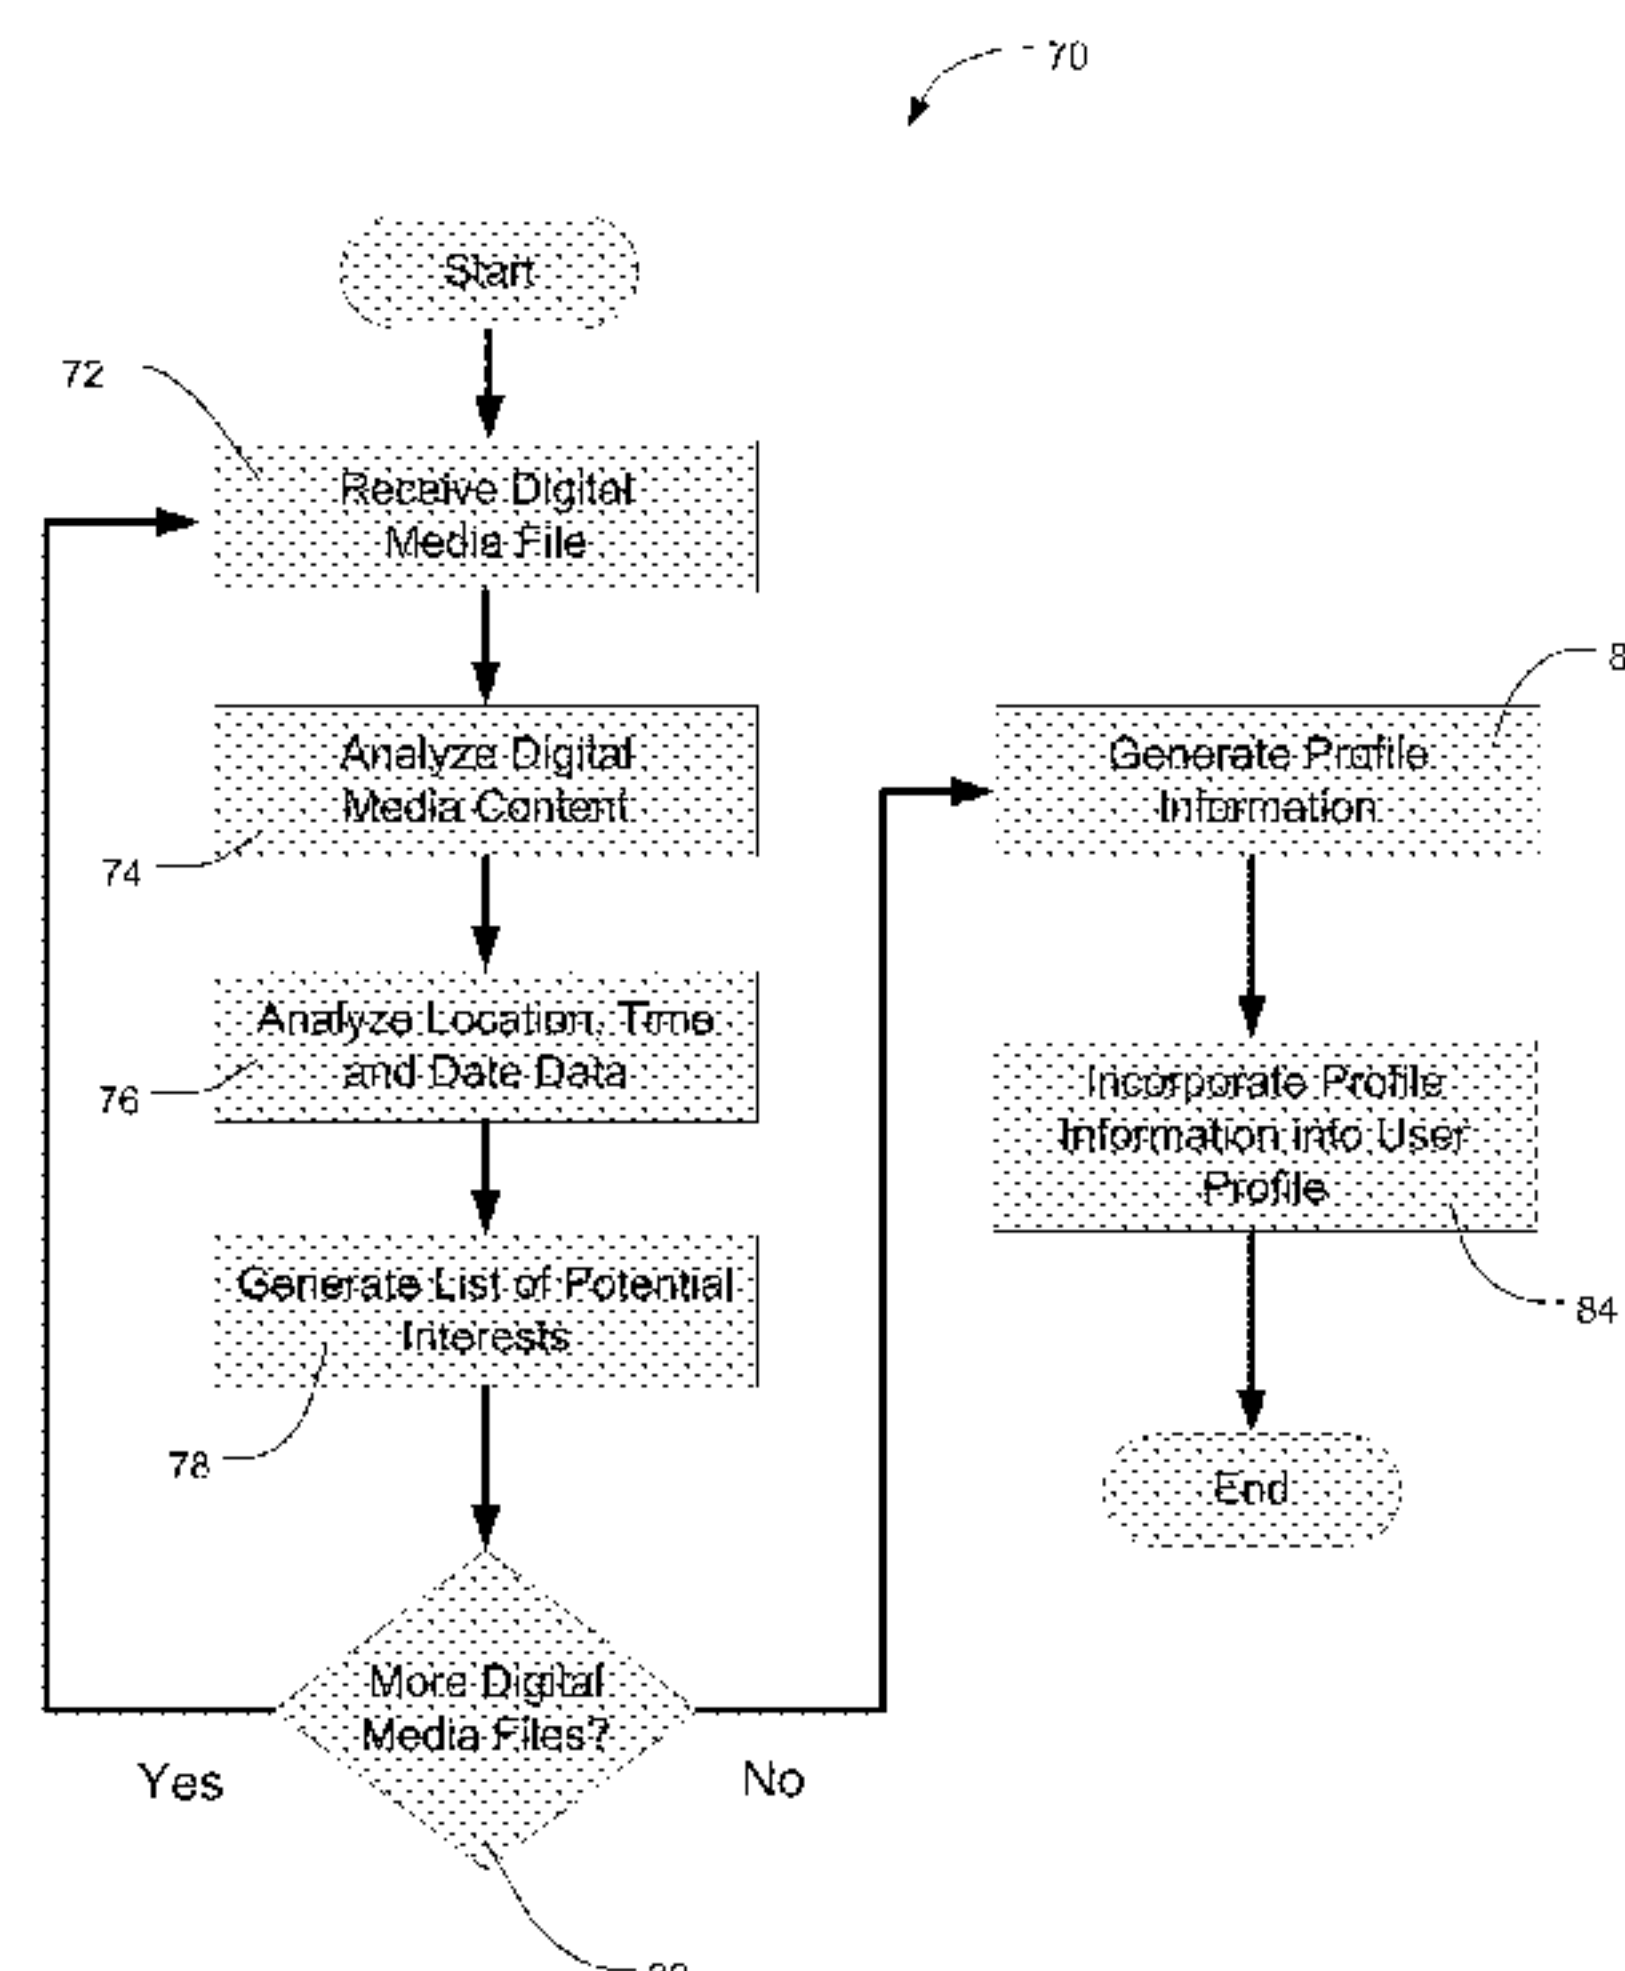 70
Start
72
Receive Digital
Media File
Analyze Digital
Media Content
74
Analyze Location, Time
and Date Data
76
Generate List of Potential
Interests
78
More Digital
Media Files?
Yes
No
8
Generate Profile
Information
Incorporate Profile
Information into User
Profile
84
End